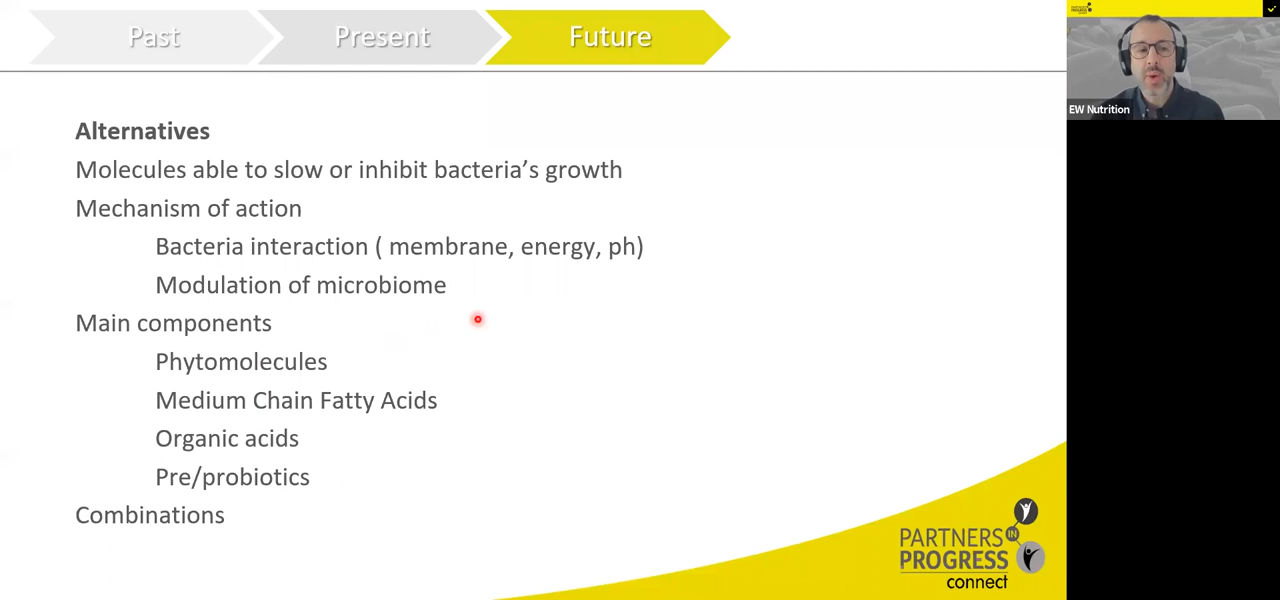 Past
Present
Future
Alternatives
Molecules able to slow or inhibit bacteria’s growth
Mechanism of action
Bacteria interaction ( membrane, energy, ph)
Modulation of microbiome
Main components
Phytomolecules
Medium Chain Fatty Acids
Organic acids
Pre/probiotics
Combinations
PARTNERS
IN
PROGRESS
connect
EW Nutrition